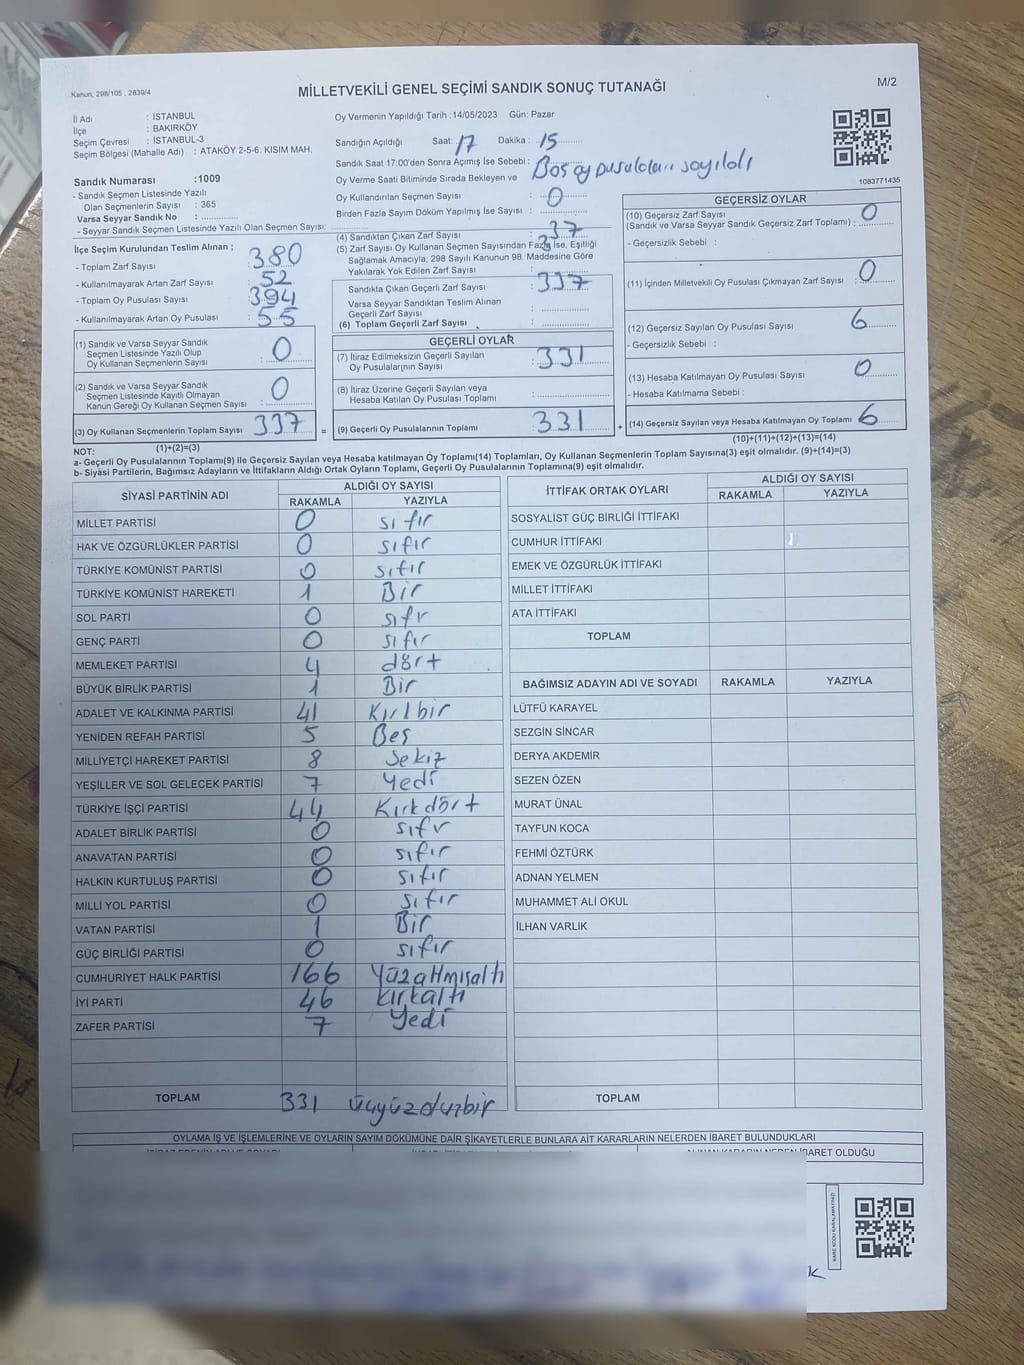 Kanun, 298/105 , 2839/4
MİLLETVEKİLİ GENEL SEÇİMİ SANDIK SONUÇ TUTANAĞI
M/2
İl Adı : İSTANBUL
İlçe : BAKIRKÖY
Seçim Çevresi : İSTANBUL-3
Seçim Bölgesi (Mahalle Adı) : ATAKÖY 2-5-6. KISIM MAH.
Oy Vermenin Yapıldığı Tarih :14/05/2023 Gün: Pazar
Sandığın Açıldığı Saat: 17 Dakika : 15
Sandık Saat 17:00'den Sonra Açımış İse Sebebi : Boş oy pusulaları sayıldı
Oy Verme Saati Bitiminde Sırada Bekleyen ve
Oy Kullandırılan Seçmen Sayısı : 0
Birden Fazla Sayım Döküm Yapılmış İse Sayısı :
1083771435
Sandık Numarası :1009
- Sandık Seçmen Listesinde Yazılı
Olan Seçmenlerin Sayısı : 365
Varsa Seyyar Sandık No :
- Seyyar Sandık Seçmen Listesinde Yazılı Olan Seçmen Sayısı:
İlçe Seçim Kurulundan Teslim Alınan ;
- Toplam Zarf Sayısı : 380
- Kullanılmayarak Artan Zarf Sayısı : 52
- Toplam Oy Pusulası Sayısı : 394
- Kullanılmayarak Artan Oy Pusulası : 55
(1) Sandık ve Varsa Seyyar Sandık
Seçmen Listesinde Yazılı Olup
Oy Kullanan Seçmenlerin Sayısı : 0
(2) Sandık ve Varsa Seyyar Sandık
Seçmen Listesinde Kayıtlı Olmayan
Kanun Gereği Oy Kullanan Seçmen Sayısı : 0
(3) Oy Kullanan Seçmenlerin Toplam Sayısı : 337
(1)+(2)=(3)
(4) Sandıktan Çıkan Zarf Sayısı :
(5) Zarf Sayısı Oy Kullanan Seçmen Sayısından Fazla İse, Eşitliği
Sağlamak Amacıyla; 298 Sayılı Kanunun 98. Maddesine Göre
Yakılarak Yok Edilen Zarf Sayısı :
Sandıkta Çıkan Geçerli Zarf Sayısı : 337
Varsa Seyyar Sandıktan Teslim Alınan
Geçerli Zarf Sayısı :
(6) Toplam Geçerli Zarf Sayısı :
GEÇERLİ OYLAR
(7) İtiraz Edilmeksizin Geçerli Sayılan
Oy Pusulalarının Sayısı : 331
(8) İtiraz Üzerine Geçerli Sayılan veya
Hesaba Katılan Oy Pusulası Toplamı :
= (9) Geçerli Oy Pusulalarının Toplamı : 331
GEÇERSİZ OYLAR
(10) Geçersiz Zarf Sayısı
(Sandık ve Varsa Seyyar Sandık Geçersiz Zarf Toplamı) : 0
- Geçersizlik Sebebi :
(11) İçinden Milletvekili Oy Pusulası Çıkmayan Zarf Sayısı : 0
(12) Geçersiz Sayılan Oy Pusulası Sayısı : 6
- Geçersizlik Sebebi :
(13) Hesaba Katılmayan Oy Pusulası Sayısı : 0
- Hesaba Katılmama Sebebi :
+ (14) Geçersiz Sayılan veya Hesaba Katılmayan Oy Toplamı : 6
(10)+(11)+(12)+(13)=(14)
NOT:
a- Geçerli Oy Pusulalarının Toplamı(9) ile Geçersiz Sayılan veya Hesaba katılmayan Oy Toplamı(14) Toplamları, Oy Kullanan Seçmenlerin Toplam Sayısına(3) eşit olmalıdır. (9)+(14)=(3)
b- Siyâsi Partilerin, Bağımsız Adayların ve İttifakların Aldığı Ortak Oyların Toplamı, Geçerli Oy Pusulalarının Toplamına(9) eşit olmalıdır.
SİYASİ PARTİNİN ADI ALDIĞI OY SAYISI
RAKAMLA YAZIYLA
MİLLET PARTİSİ 0 sıfır
HAK VE ÖZGÜRLÜKLER PARTİSİ 0 sıfır
TÜRKİYE KOMÜNİST PARTİSİ 0 sıfır
TÜRKİYE KOMÜNİST HAREKETİ 1 Bir
SOL PARTİ 0 sıfr
GENÇ PARTİ 0 sıfır
MEMLEKET PARTİSİ 4 dört
BÜYÜK BİRLİK PARTİSİ 1 Bir
ADALET VE KALKINMA PARTİSİ 41 Kırlbir
YENİDEN REFAH PARTİSİ 5 Beş
MİLLİYETÇİ HAREKET PARTİSİ 8 Sekiz
YEŞİLLER VE SOL GELECEK PARTİSİ 7 Yedi
TÜRKİYE İŞÇİ PARTİSİ 44 Kırkdört
ADALET BİRLİK PARTİSİ 0 sıfır
ANAVATAN PARTİSİ 0 sıfır
HALKIN KURTULUŞ PARTİSİ 0 sıfır
MİLLİ YOL PARTİSİ 0 sıfır
VATAN PARTİSİ 1 Bir
GÜÇ BİRLİĞİ PARTİSİ 0 sıfır
CUMHURİYET HALK PARTİSİ 166 Yüzaltmışaltı
İYİ PARTİ 46 kırkaltı
ZAFER PARTİSİ 7 Yedi
TOPLAM 331 üçyüzotuzbir
İTTİFAK ORTAK OYLARI ALDIĞI OY SAYISI
RAKAMLA YAZIYLA
SOSYALİST GÜÇ BİRLİĞİ İTTİFAKI
CUMHUR İTTİFAKI
EMEK VE ÖZGÜRLÜK İTTİFAKI
MİLLET İTTİFAKI
ATA İTTİFAKI
TOPLAM
BAĞIMSIZ ADAYIN ADI VE SOYADI RAKAMLA YAZIYLA
LÜTFÜ KARAYEL
SEZGİN SİNCAR
DERYA AKDEMİR
SEZEN ÖZEN
MURAT ÜNAL
TAYFUN KOCA
FEHMİ ÖZTÜRK
ADNAN YELMEN
MUHAMMET ALİ OKUL
İLHAN VARLIK
TOPLAM
OYLAMA İŞ VE İŞLEMLERİNE VE OYLARIN SAYIM DÖKÜMÜNE DAİR ŞİKAYETLERLE BUNLARA AİT KARARLARIN NELERDEN İBARET BULUNDUKLARI
İBARET OLDUĞU
KARE KODU KARALAMAYINIZ!